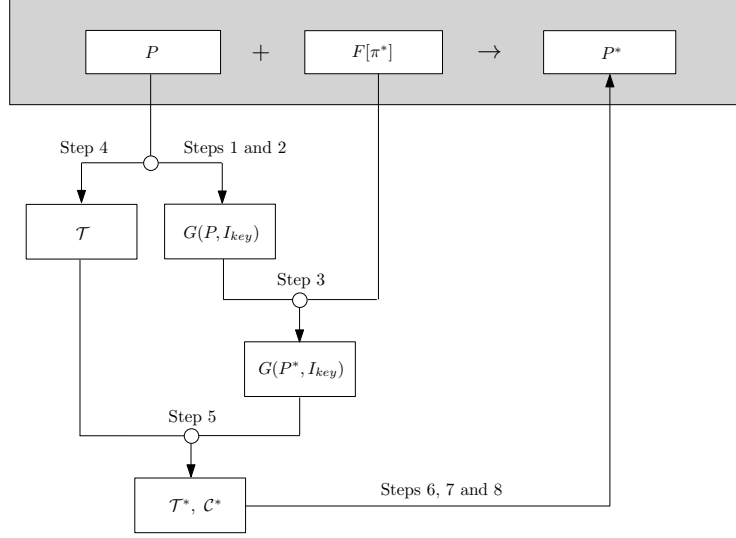 P + F[π*] → P*
Step 4 Steps 1 and 2
𝒯 G(P, I_key)
Step 3
G(P*, I_key)
Step 5
𝒯*, 𝒞* Steps 6, 7 and 8